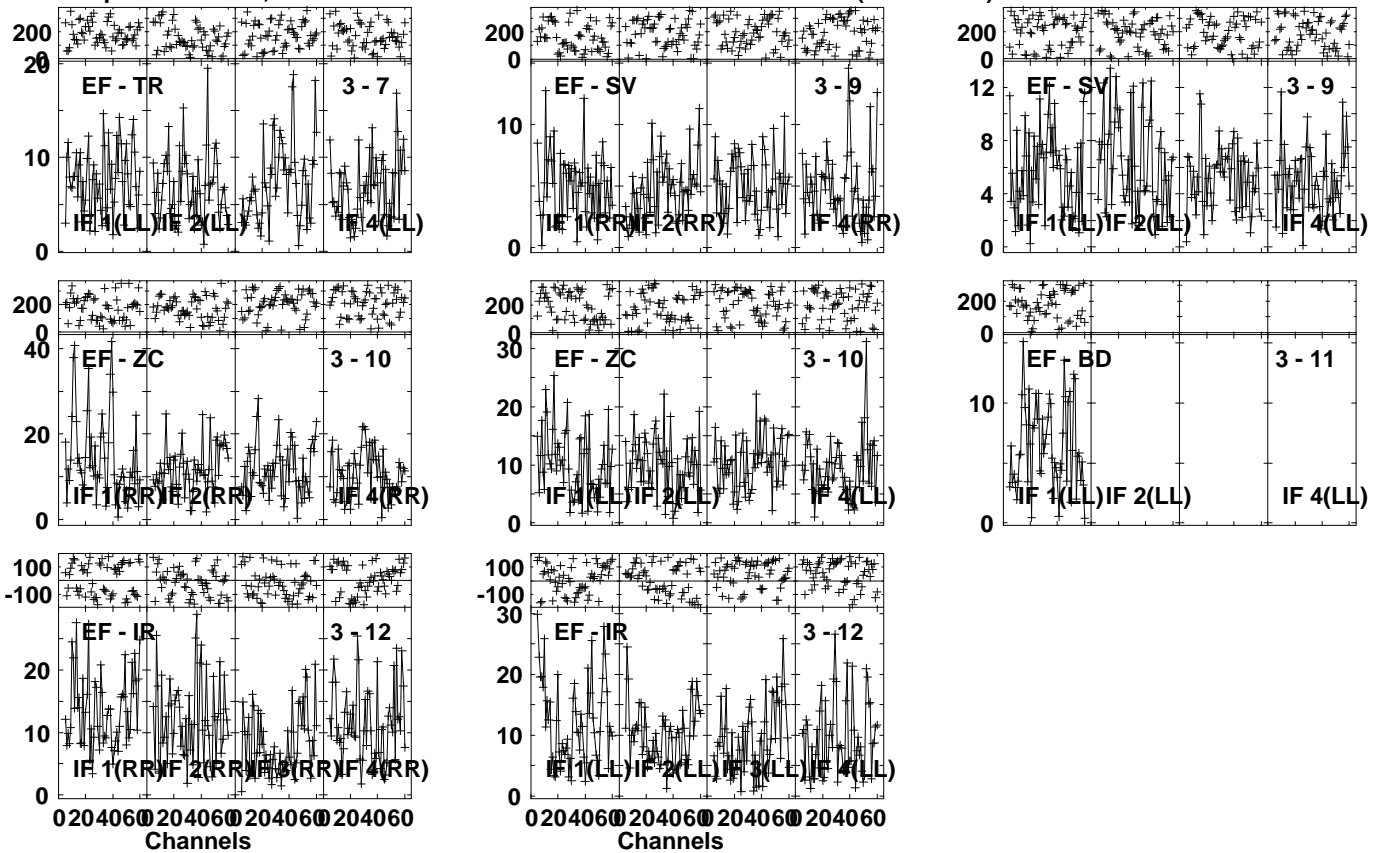 200
0
20
EF - TR
3 - 7
10
IF 1(LL)
IF 2(LL)
IF 4(LL)
0
200
0
EF - SV
3 - 9
10
IF 1(RR)
IF 2(RR)
IF 4(RR)
0
200
0
12
EF - SV
3 - 9
8
4
IF 1(LL)
IF 2(LL)
IF 4(LL)
0
200
0
40
EF - ZC
3 - 10
20
IF 1(RR)
IF 2(RR)
IF 4(RR)
0
200
0
30
EF - ZC
3 - 10
20
10
IF 1(LL)
IF 2(LL)
IF 4(LL)
0
200
0
EF - BD
3 - 11
10
IF 1(LL)
IF 2(LL)
IF 4(LL)
0
100
-100
EF - IR
3 - 12
20
10
IF 1(RR)
IF 2(RR)
IF 3(RR)
IF 4(RR)
0
0 20 40 60 0 20 40 60 0 20 40 60 0 20 40 60
Channels
100
-100
30
EF - IR
3 - 12
20
10
IF 1(LL)
IF 2(LL)
IF 3(LL)
IF 4(LL)
0
0 20 40 60 0 20 40 60 0 20 40 60 0 20 40 60
Channels